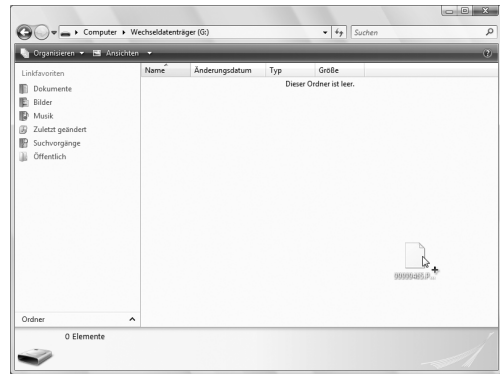 Computer ▸ Wechseldatenträger (G:)
Suchen
Organisieren
Ansichten
Linkfavoriten
Name
Änderungsdatum
Typ
Größe
Dieser Ordner ist leer.
Dokumente
Bilder
Musik
Zuletzt geändert
Suchvorgänge
Öffentlich
Ordner
0 Elemente